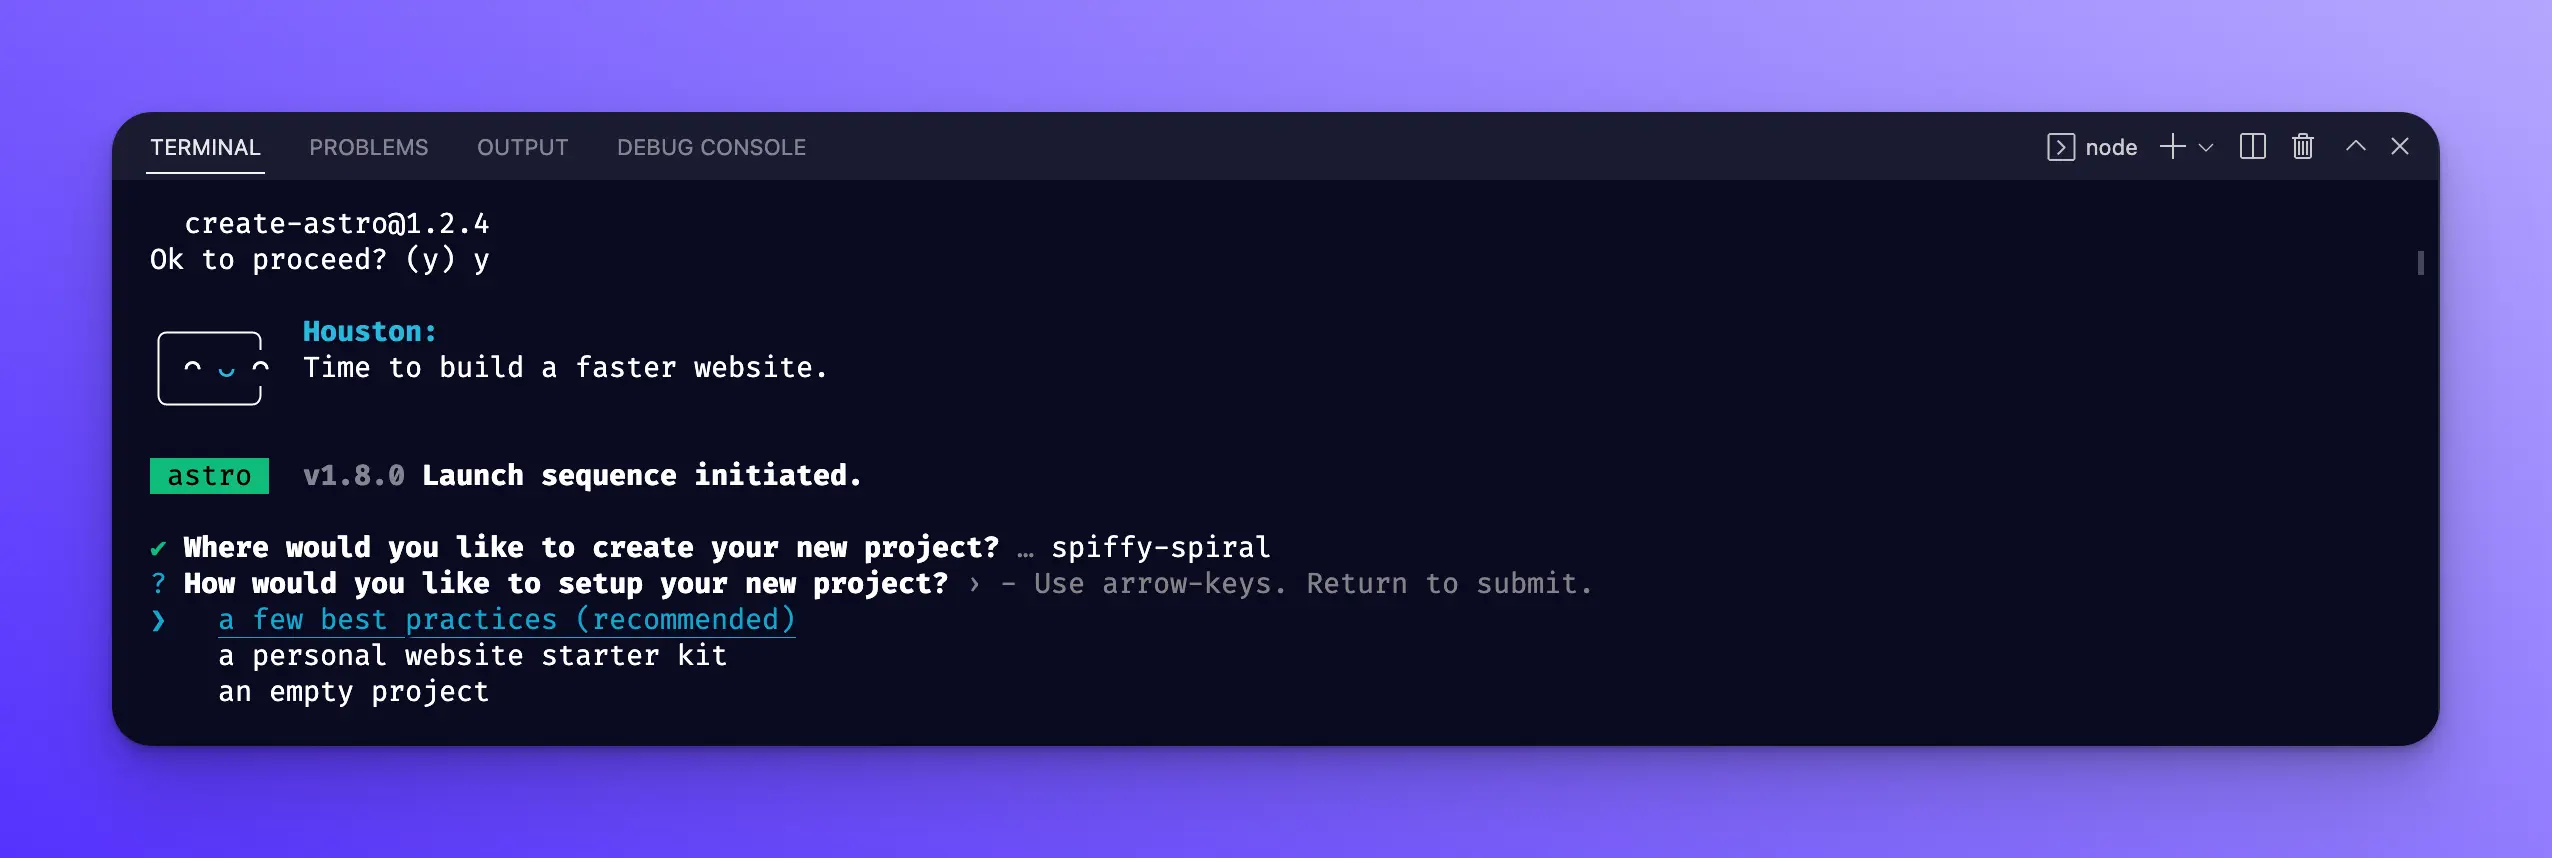 TERMINAL PROBLEMS OUTPUT DEBUG CONSOLE node
create-astro@1.2.4
Ok to proceed? (y) y
Houston:
Time to build a faster website.
astro v1.8.0 Launch sequence initiated.
✔ Where would you like to create your new project? … spiffy-spiral
? How would you like to setup your new project? › - Use arrow-keys. Return to submit.
❯ a few best practices (recommended)
a personal website starter kit
an empty project